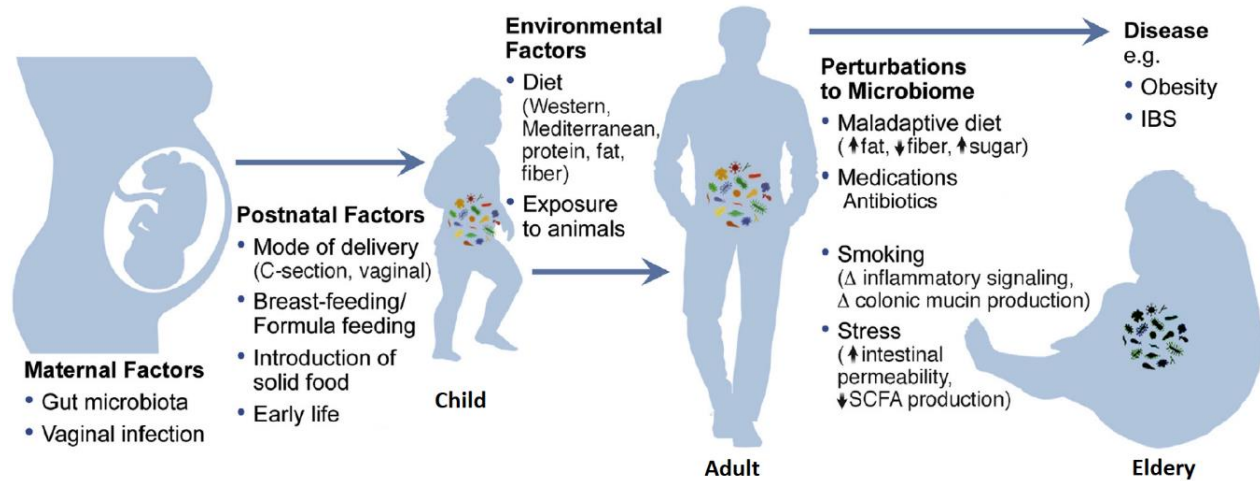 Maternal Factors
• Gut microbiota
• Vaginal infection
Postnatal Factors
• Mode of delivery
(C-section, vaginal)
• Breast-feeding/
Formula feeding
• Introduction of
solid food
• Early life
Child
Environmental
Factors
• Diet
(Western,
Mediterranean,
protein, fat,
fiber)
• Exposure
to animals
Adult
Perturbations
to Microbiome
• Maladaptive diet
(↑fat, ↓fiber, ↑sugar)
• Medications
Antibiotics
• Smoking
(Δ inflammatory signaling,
Δ colonic mucin production)
• Stress
(↑intestinal
permeability,
↓SCFA production)
Disease
e.g.
• Obesity
• IBS
Eldery